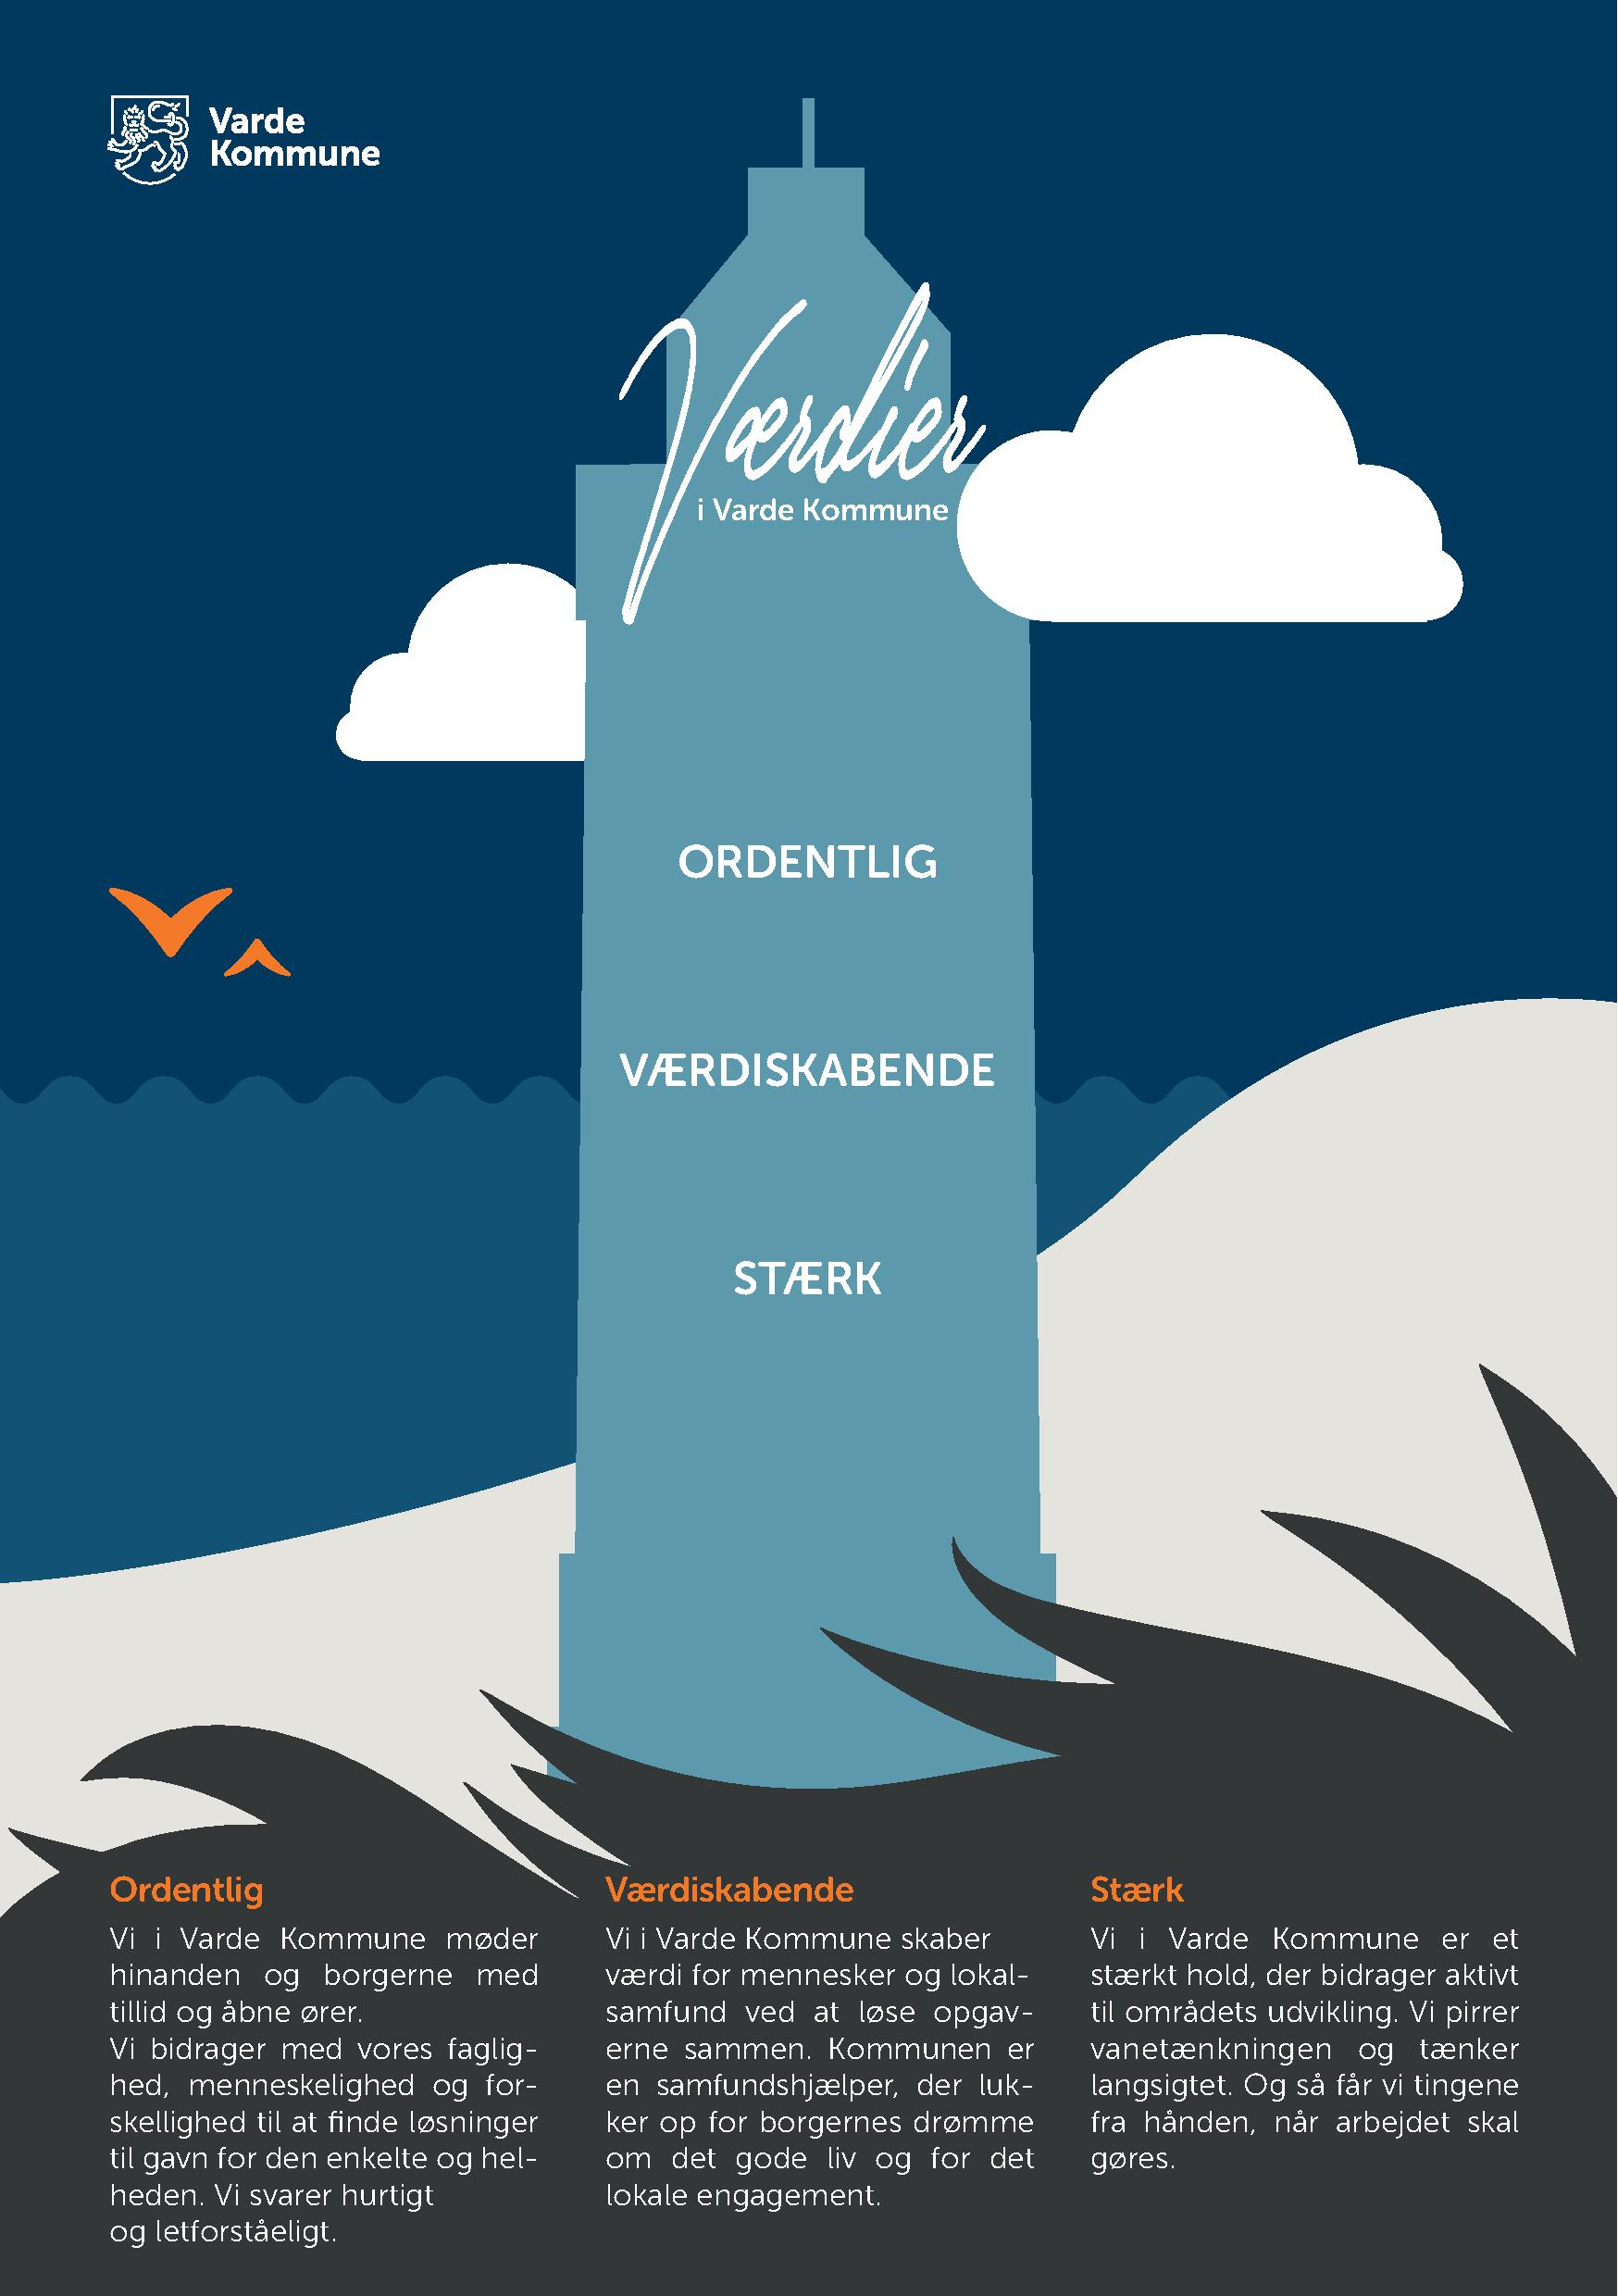 Varde
Kommune
Værdier
i Varde Kommune
ORDENTLIG
VÆRDISKABENDE
STÆRK
Ordentlig
Vi i Varde Kommune møder
hinanden og borgerne med
tillid og åbne ører.
Vi bidrager med vores faglig-
hed, menneskelighed og for-
skellighed til at finde løsninger
til gavn for den enkelte og hel-
heden. Vi svarer hurtigt
og letforståeligt.
Værdiskabende
Vi i Varde Kommune skaber
værdi for mennesker og lokal-
samfund ved at løse opgav-
erne sammen. Kommunen er
en samfundshjælper, der luk-
ker op for borgernes drømme
om det gode liv og for det
lokale engagement.
Stærk
Vi i Varde Kommune er et
stærkt hold, der bidrager aktivt
til områdets udvikling. Vi pirrer
vanetænkningen og tænker
langsigtet. Og så får vi tingene
fra hånden, når arbejdet skal
gøres.